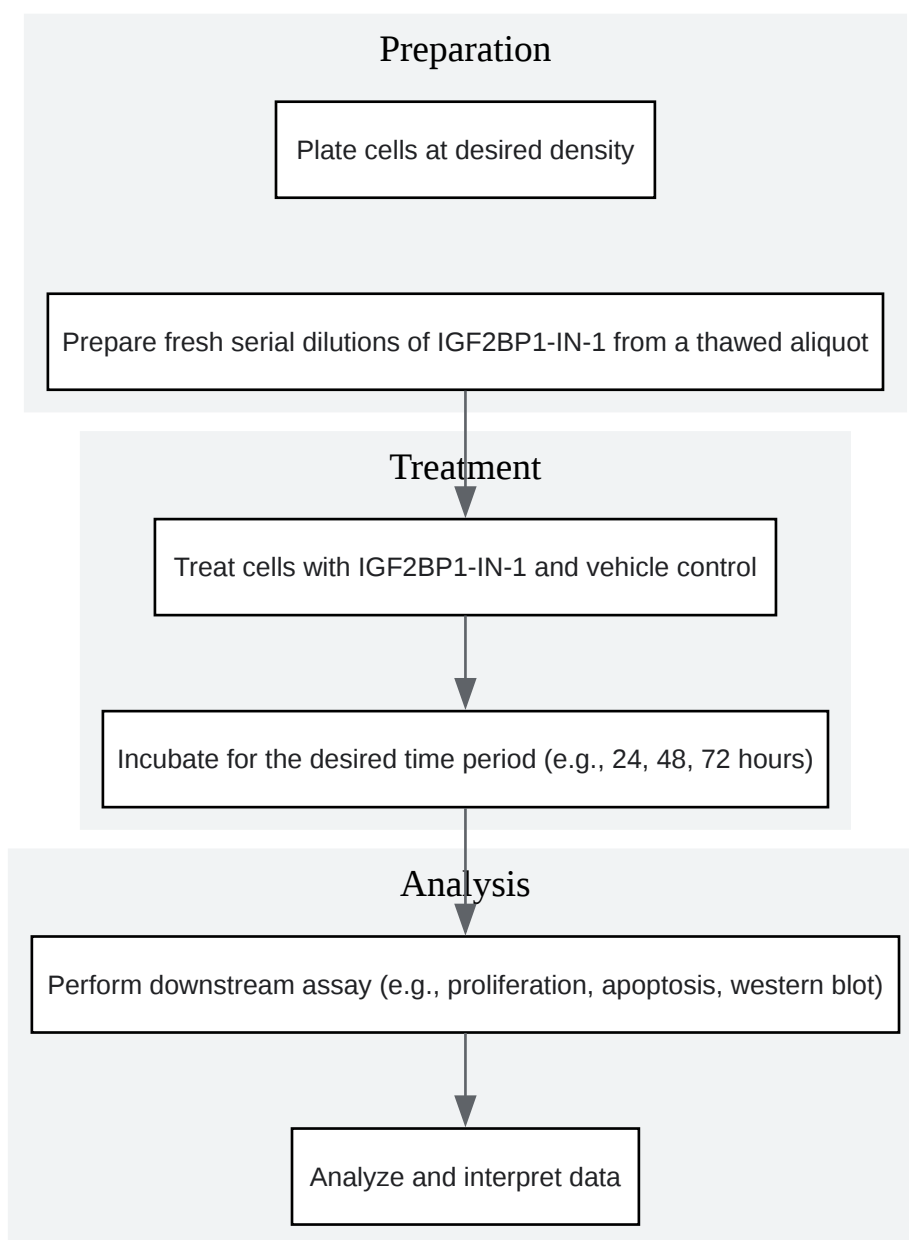 Preparation
Plate cells at desired density
Prepare fresh serial dilutions of IGF2BP1-IN-1 from a thawed aliquot
Treatment
Treat cells with IGF2BP1-IN-1 and vehicle control
Incubate for the desired time period (e.g., 24, 48, 72 hours)
Analysis
Perform downstream assay (e.g., proliferation, apoptosis, western blot)
Analyze and interpret data